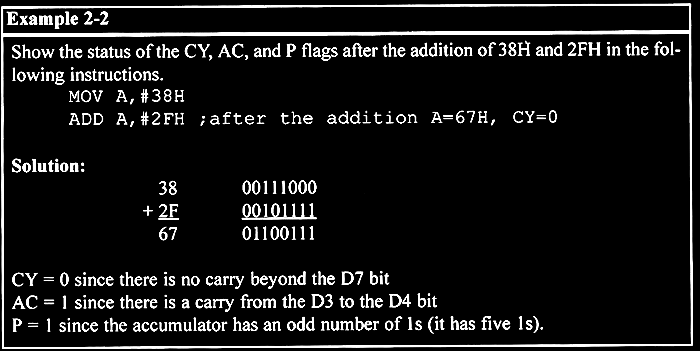 Example 2-2
Show the status of the CY, AC, and P flags after the addition of 38H and 2FH in the fol-
lowing instructions.
MOV A,#38H
ADD A,#2FH ;after the addition A=67H, CY=0
Solution:
38 00111000
+ 2F 00101111
67 01100111
CY = 0 since there is no carry beyond the D7 bit
AC = 1 since there is a carry from the D3 to the D4 bit
P = 1 since the accumulator has an odd number of 1s (it has five 1s).